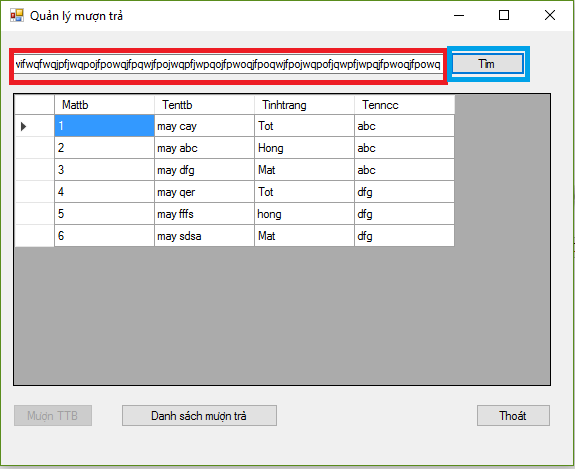 Quản lý mượn trả
vifwqfwqjpfjwqpojfpowqjfpqwjfpojwqpfjwpqojfpwoqjfpoqwjfpojwqpofjqwpfjwpqjfpwoqjfpowq Tìm
Mattb Tenttb Tinhtrang Tenncc
1 may cay Tot abc
2 may abc Hong abc
3 may dfg Mat abc
4 may qer Tot dfg
5 may fffs hong dfg
6 may sdsa Mat dfg
Mượn TTB Danh sách mượn trả Thoát